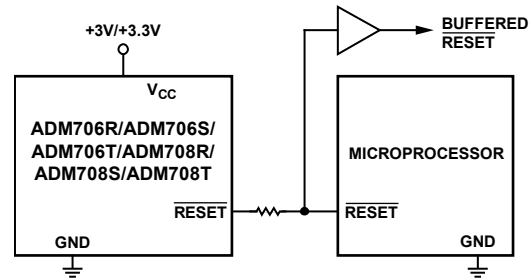 +3V/+3.3V
BUFFERED
RESET
VCC
ADM706R/ADM706S/
ADM706T/ADM708R/
ADM708S/ADM708T
MICROPROCESSOR
RESET
RESET
GND
GND